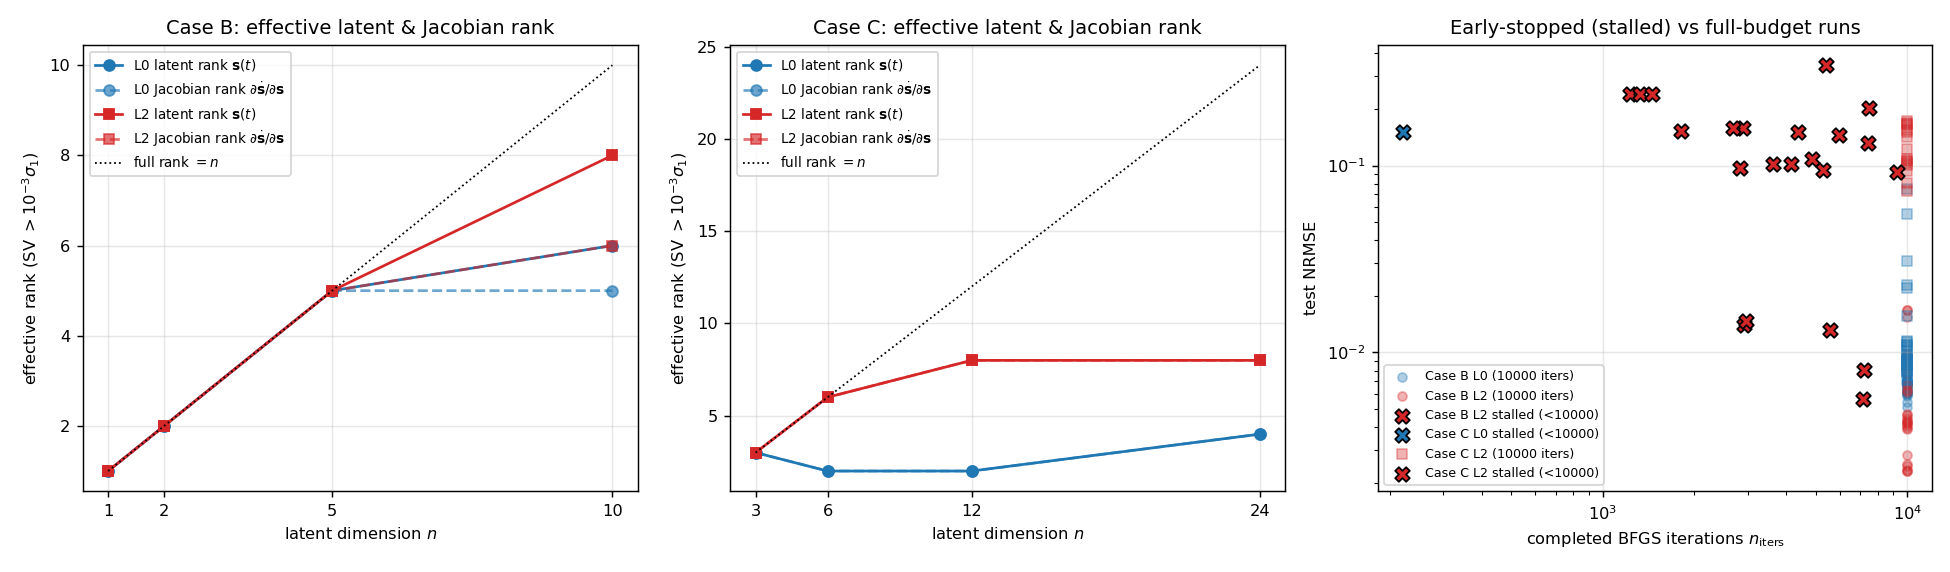 Case B: effective latent & Jacobian rank
effective rank (SV > 10⁻³σ₁)
10
8
6
4
2
L0 latent rank s(t)
L0 Jacobian rank ∂ṡ/∂s
L2 latent rank s(t)
L2 Jacobian rank ∂ṡ/∂s
full rank = n
1
2
5
10
latent dimension n
Case C: effective latent & Jacobian rank
effective rank (SV > 10⁻³σ₁)
25
20
15
10
5
L0 latent rank s(t)
L0 Jacobian rank ∂ṡ/∂s
L2 latent rank s(t)
L2 Jacobian rank ∂ṡ/∂s
full rank = n
3
6
12
24
latent dimension n
Early-stopped (stalled) vs full-budget runs
test NRMSE
10⁻¹
10⁻²
Case B L0 (10000 iters)
Case B L2 (10000 iters)
Case B L2 stalled (<10000)
Case C L0 stalled (<10000)
Case C L2 (10000 iters)
Case C L2 stalled (<10000)
10³
10⁴
completed BFGS iterations n_iters